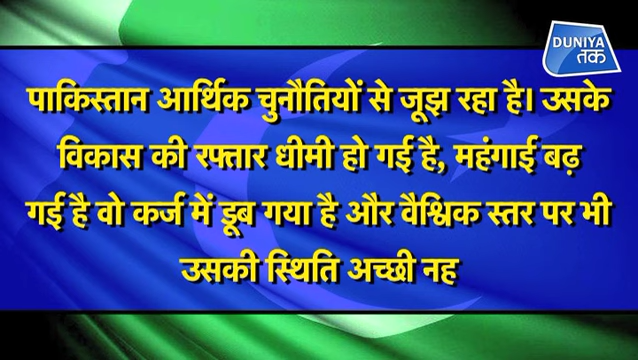 DUNIYA
तक
पाकिस्तान आर्थिक चुनौतियों से जूझ रहा है। उसके
विकास की रफ्तार धीमी हो गई है, महंगाई बढ़
गई है वो कर्ज में डूब गया है और वैश्विक स्तर पर भी
उसकी स्थिति अच्छी नह